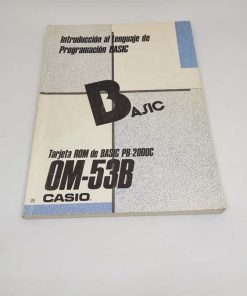 Introducción al Lenguaje de
Programación BASIC
BASIC
Tarjeta ROM de BASIC PB-2000C
OM-53B
CASIO